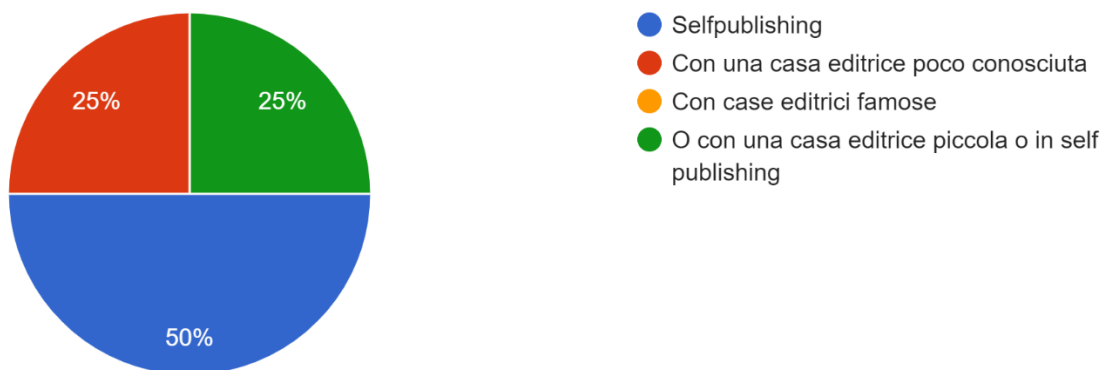 Selfpublishing
Con una casa editrice poco conosciuta
Con case editrici famose
O con una casa editrice piccola o in self
publishing
25%
25%
50%